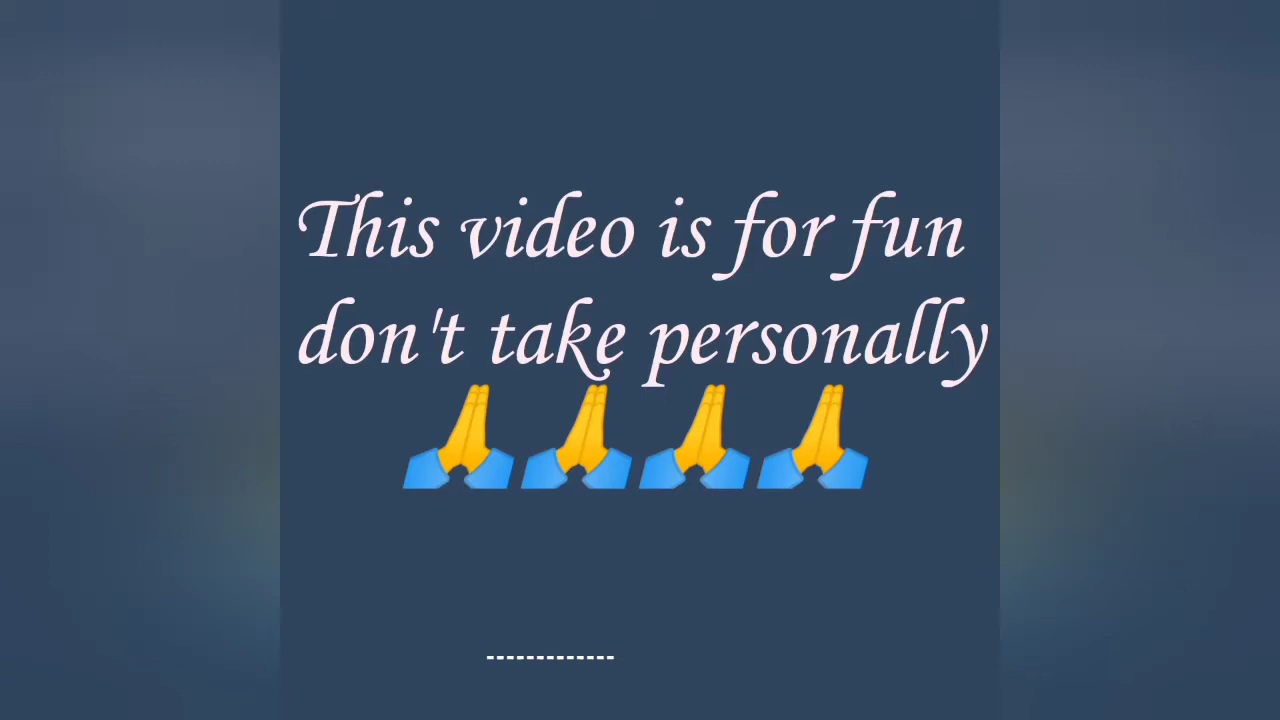 This video is for fun
don't take personally
🙏🙏🙏🙏
-------------